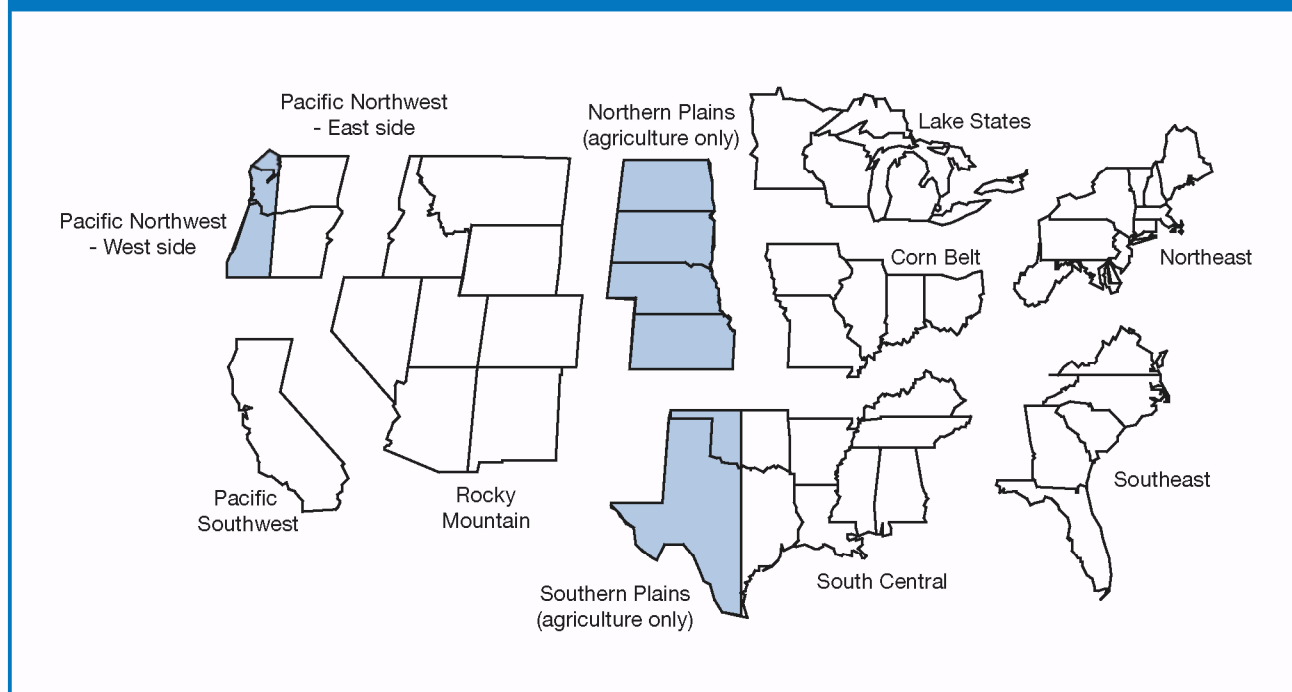 Pacific Northwest
- East side
Northern Plains
(agriculture only)
Lake States
Pacific Northwest
- West side
Corn Belt
Northeast
Pacific
Southwest
Rocky
Mountain
Southeast
South Central
Southern Plains
(agriculture only)